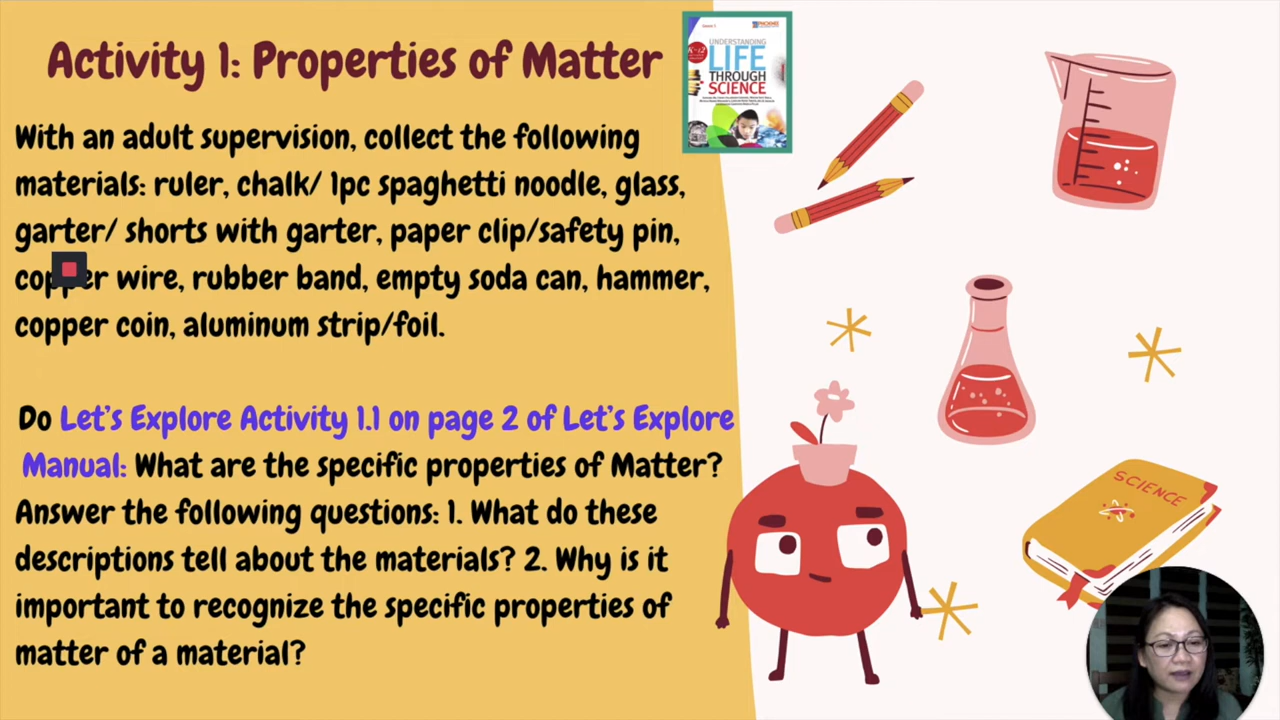 Activity 1: Properties of Matter
UNDERSTANDING
LIFE
THROUGH
SCIENCE
With an adult supervision, collect the following
materials: ruler, chalk/ 1pc spaghetti noodle, glass,
garter/ shorts with garter, paper clip/safety pin,
copper wire, rubber band, empty soda can, hammer,
copper coin, aluminum strip/foil.
Do Let's Explore Activity 1.1 on page 2 of Let's Explore
Manual: What are the specific properties of Matter?
Answer the following questions: 1. What do these
descriptions tell about the materials? 2. Why is it
important to recognize the specific properties of
matter of a material?
SCIENCE